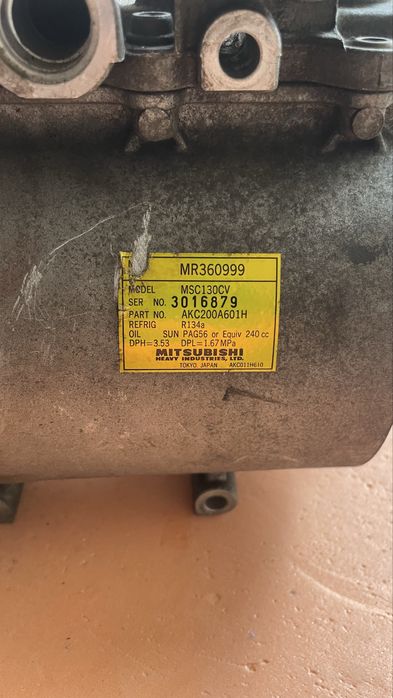 MR360999
MODEL MSC130CV
SER NO. 3016879
PART NO. AKC200A601H
REFRIG R134a
OIL SUN PAG56 or Equiv 240 cc
DPH=3.53 DPL=1.67MPa
MITSUBISHI
HEAVY INDUSTRIES, LTD.
TOKYO, JAPAN AKC011H610